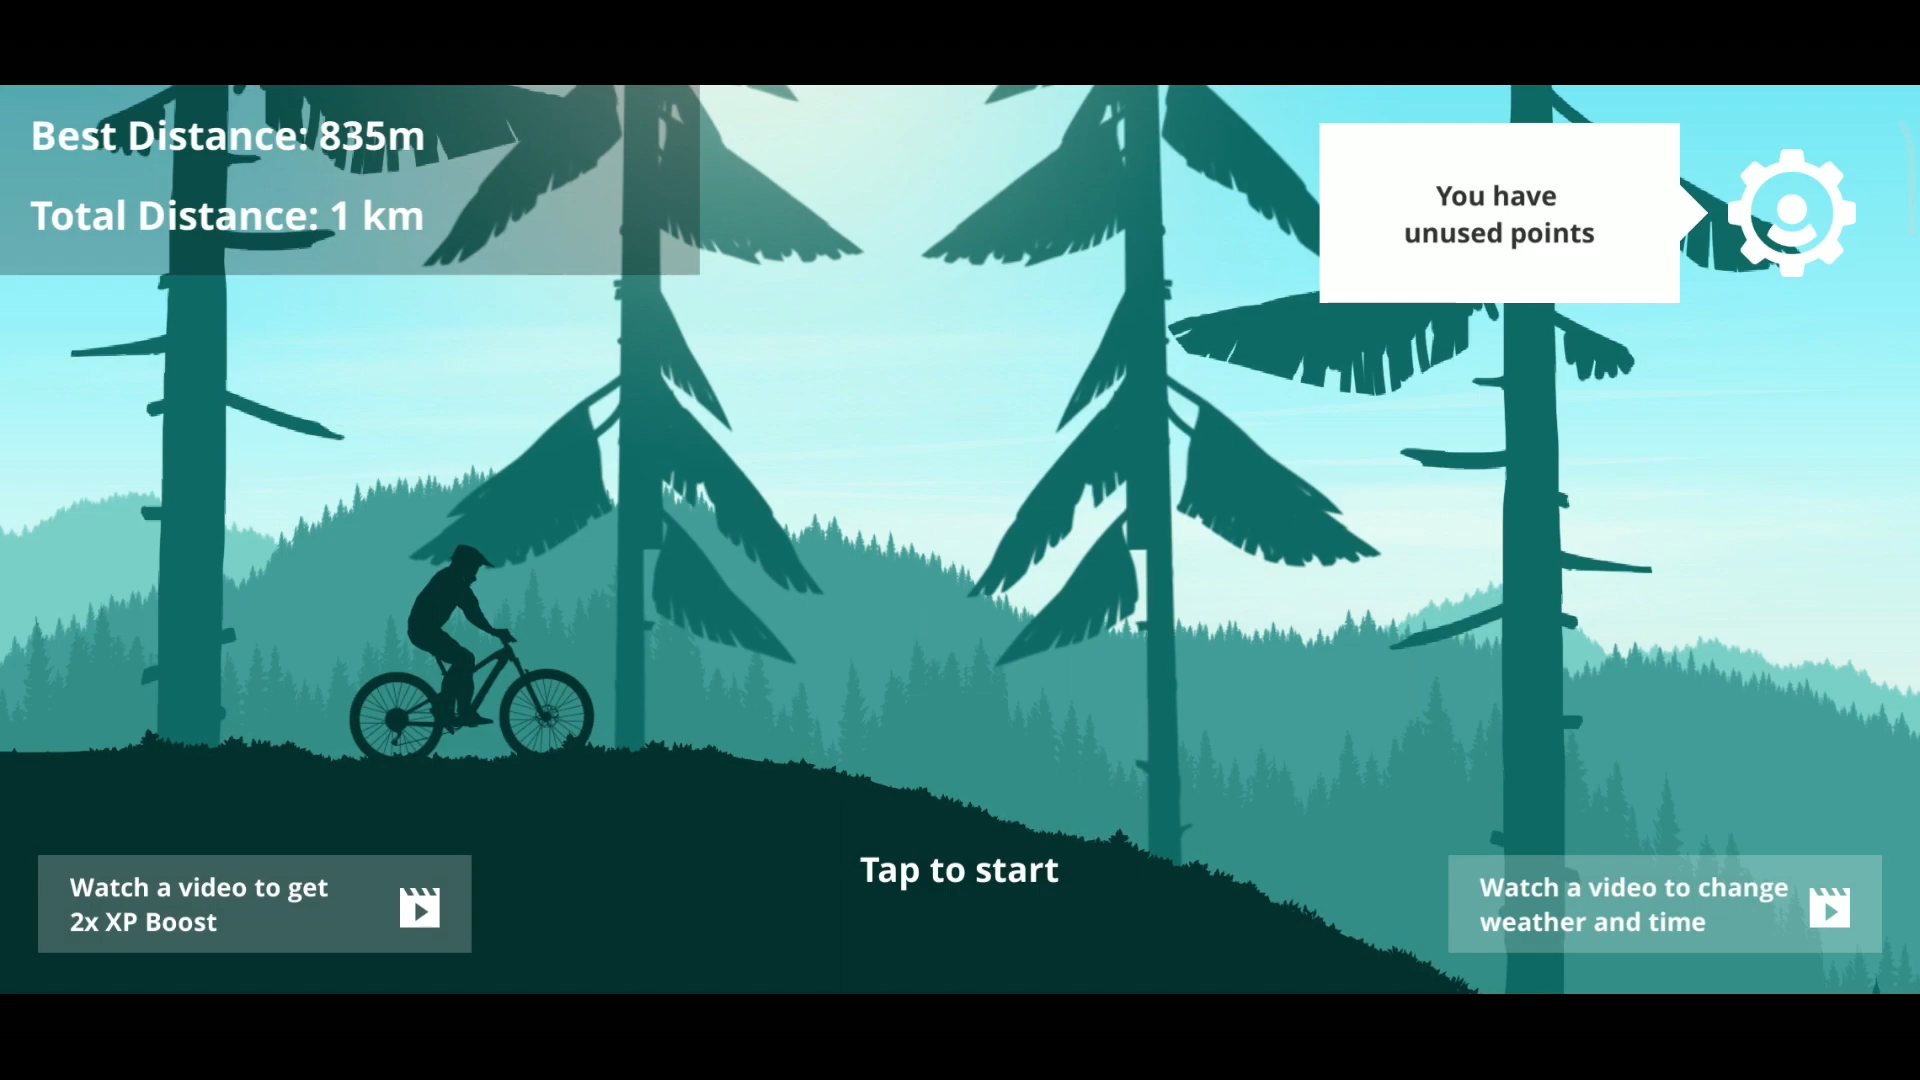 Best Distance: 835m
Total Distance: 1 km
You have
unused points
Tap to start
Watch a video to get
2x XP Boost
Watch a video to change
weather and time